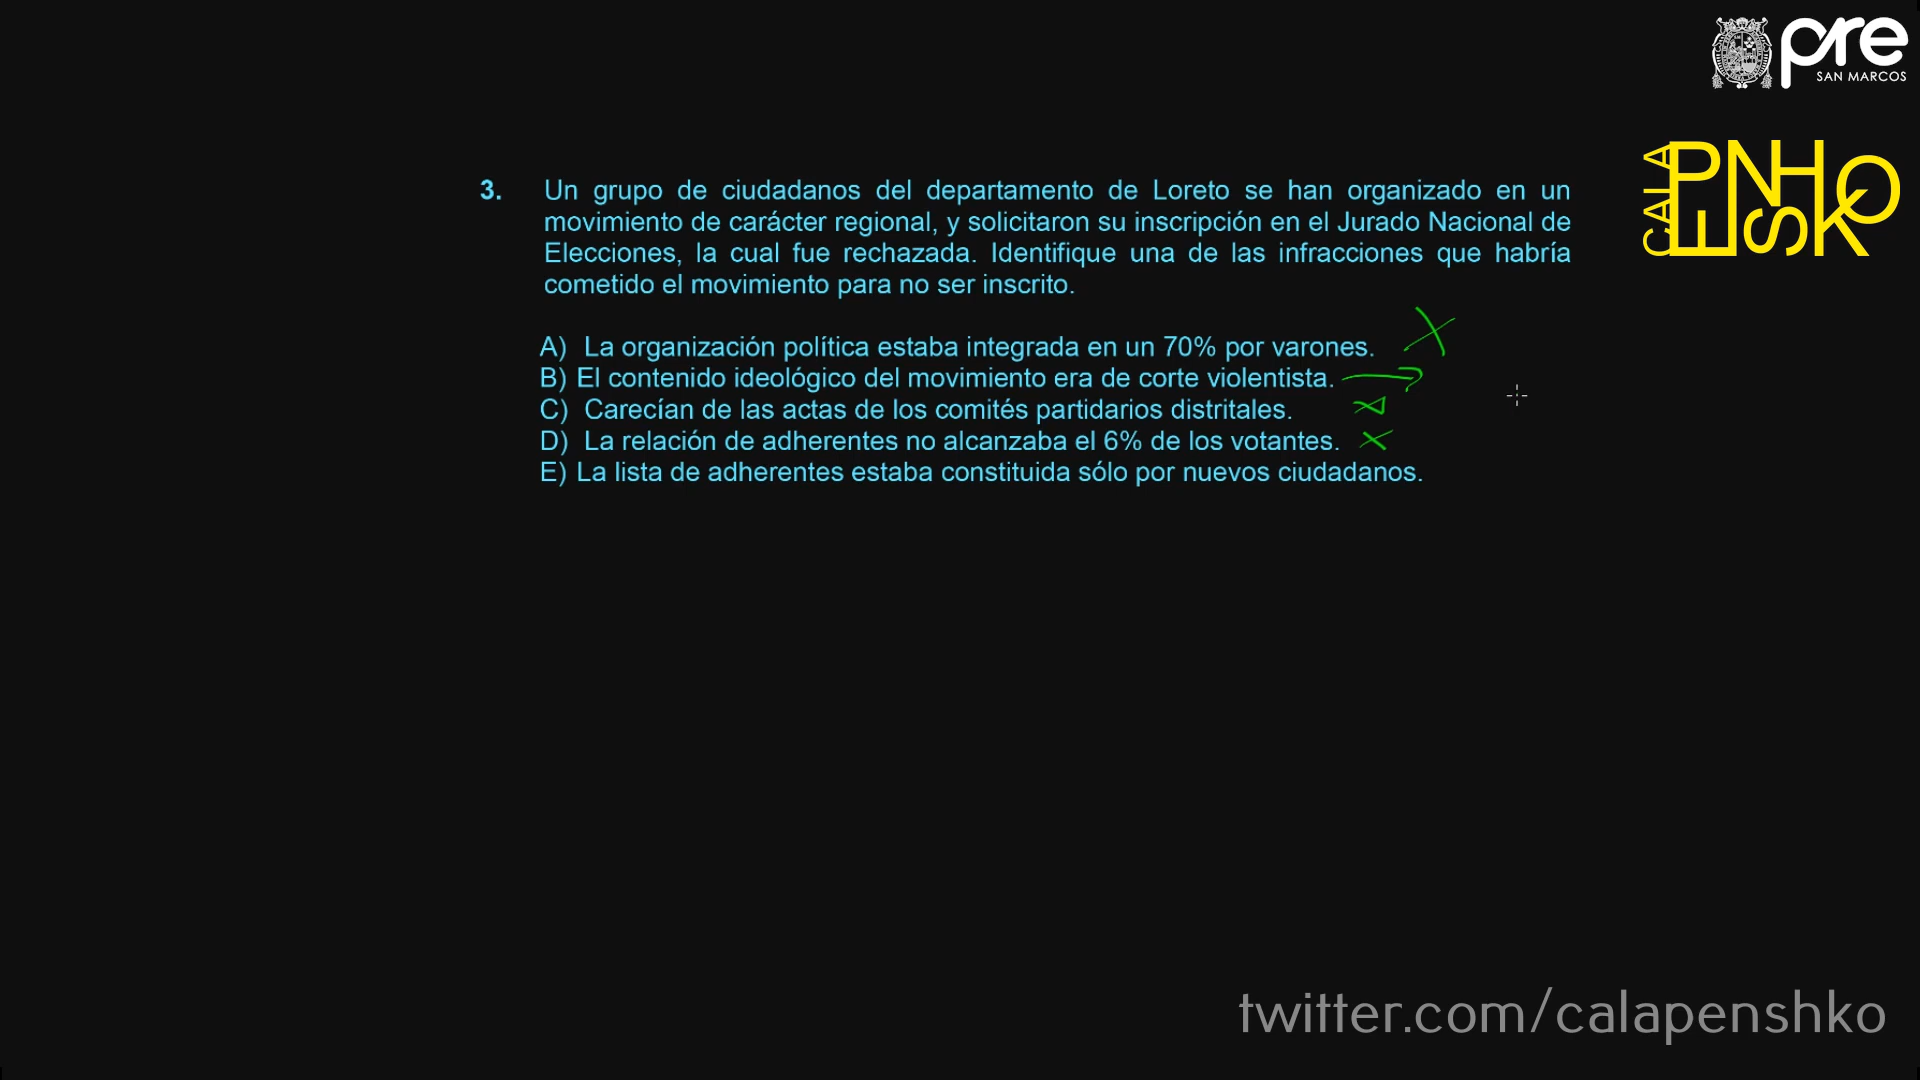 pre
SAN MARCOS
CALA
PENSHKO
3. Un grupo de ciudadanos del departamento de Loreto se han organizado en un
movimiento de carácter regional, y solicitaron su inscripción en el Jurado Nacional de
Elecciones, la cual fue rechazada. Identifique una de las infracciones que habría
cometido el movimiento para no ser inscrito.
A) La organización política estaba integrada en un 70% por varones.
B) El contenido ideológico del movimiento era de corte violentista.
C) Carecían de las actas de los comités partidarios distritales.
D) La relación de adherentes no alcanzaba el 6% de los votantes.
E) La lista de adherentes estaba constituida sólo por nuevos ciudadanos.
twitter.com/calapenshko